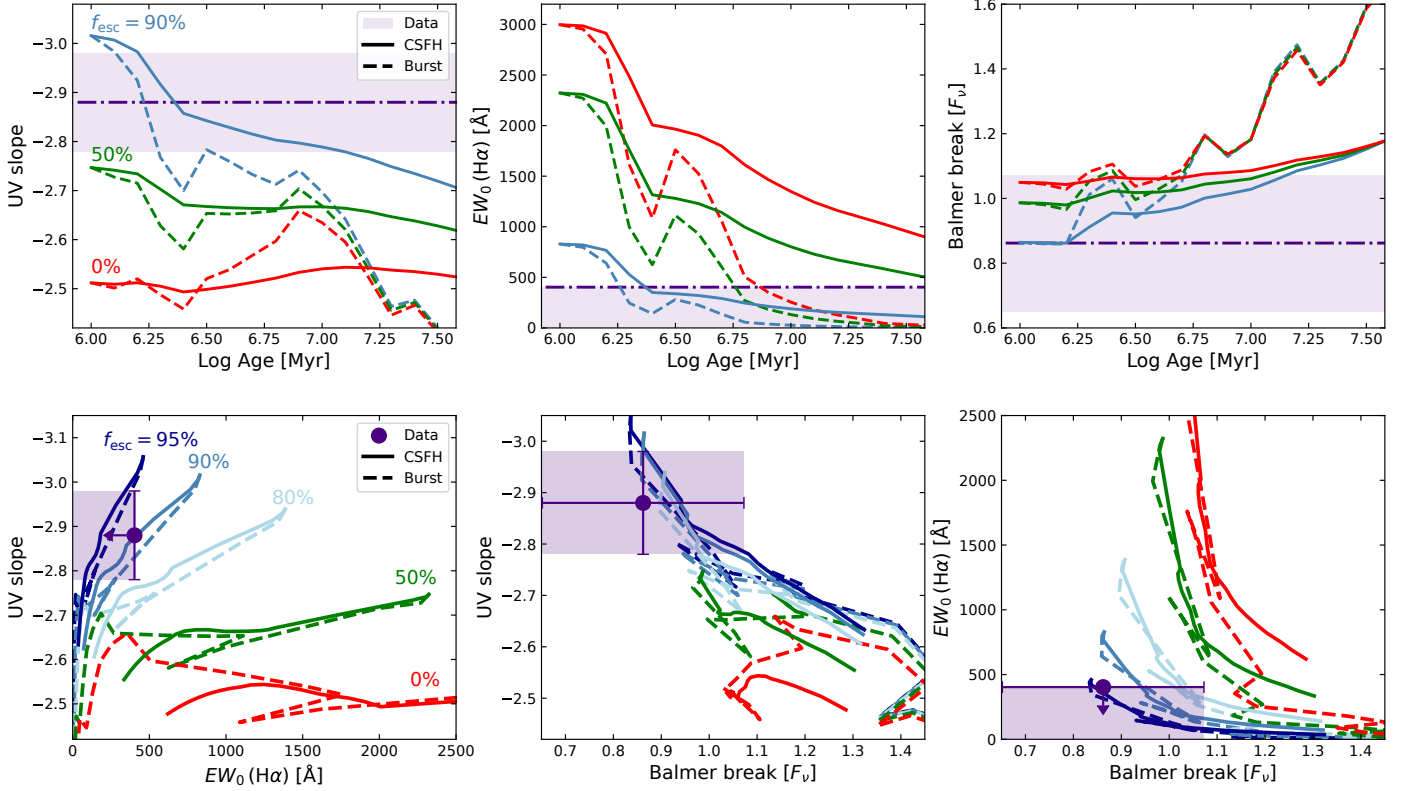 f_esc = 90%
50%
0%
Data
CSFH
Burst
−3.0
−2.9
−2.8
−2.7
−2.6
−2.5
UV slope
6.00 6.25 6.50 6.75 7.00 7.25 7.50
Log Age [Myr]
3000
2500
2000
1500
1000
500
0
EW₀ (Hα) [Å]
6.00 6.25 6.50 6.75 7.00 7.25 7.50
Log Age [Myr]
1.6
1.4
1.2
1.0
0.8
0.6
Balmer break [Fν]
6.00 6.25 6.50 6.75 7.00 7.25 7.50
Log Age [Myr]
f_esc = 95%
90%
80%
50%
0%
Data
CSFH
Burst
−3.1
−3.0
−2.9
−2.8
−2.7
−2.6
−2.5
UV slope
0 500 1000 1500 2000 2500
EW₀ (Hα) [Å]
−3.0
−2.9
−2.8
−2.7
−2.6
−2.5
UV slope
0.7 0.8 0.9 1.0 1.1 1.2 1.3 1.4
Balmer break [Fν]
2500
2000
1500
1000
500
0
EW₀ (Hα) [Å]
0.7 0.8 0.9 1.0 1.1 1.2 1.3 1.4
Balmer break [Fν]